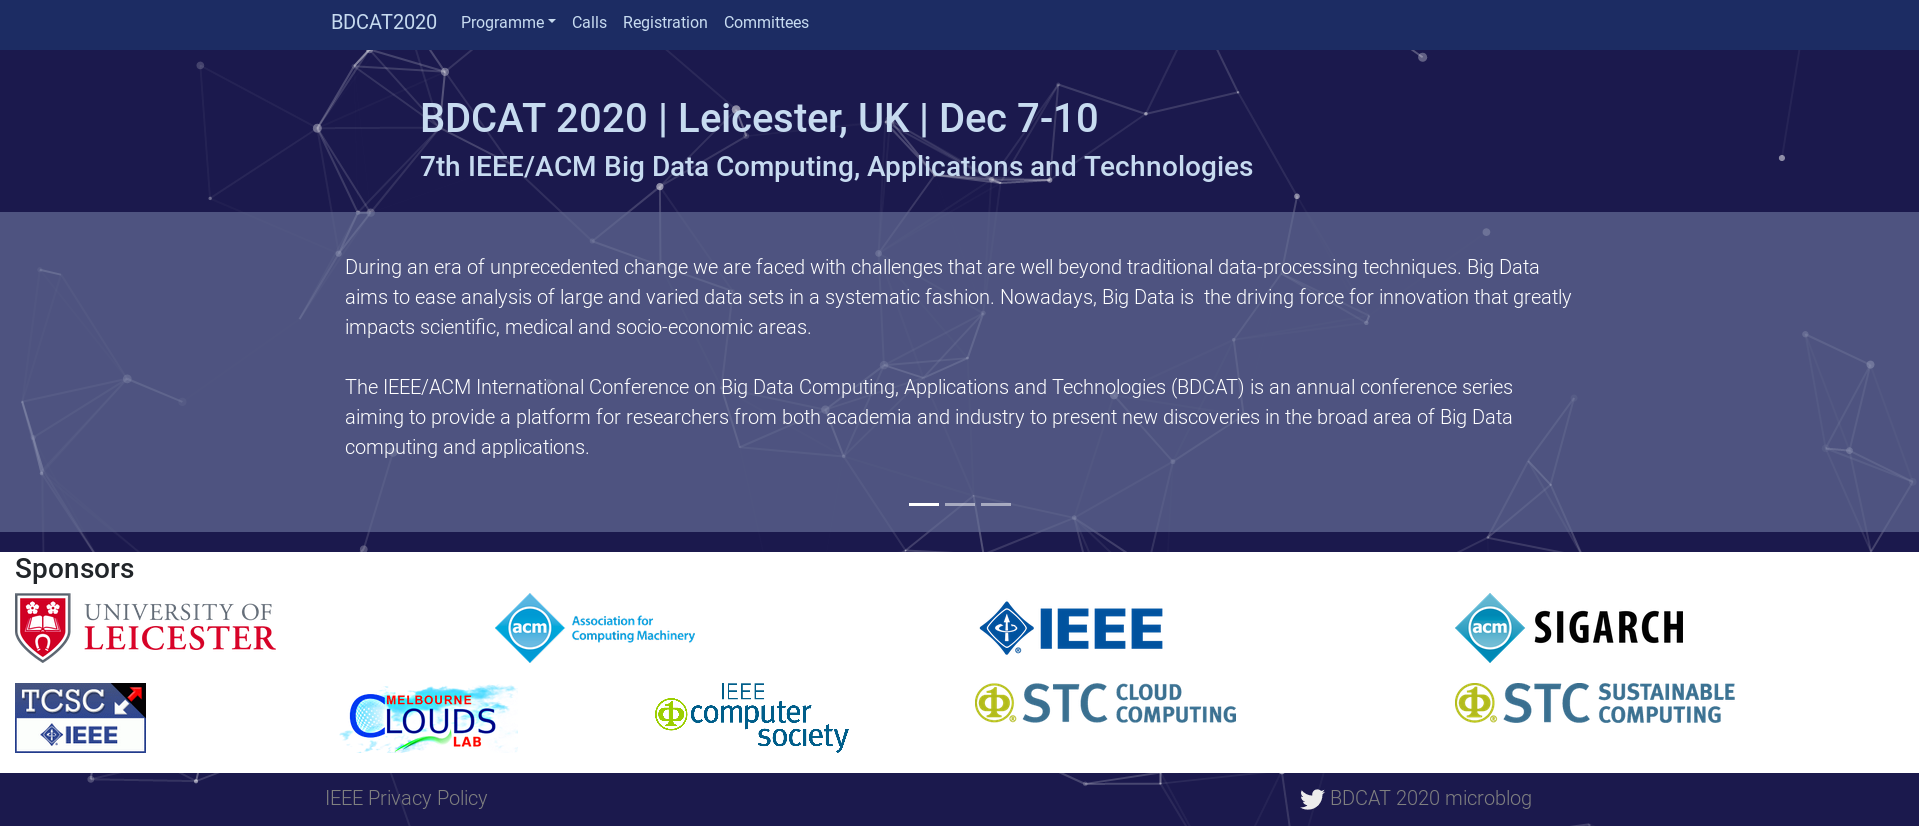 BDCAT2020 Programme Calls Registration Committees
BDCAT 2020 | Leicester, UK | Dec 7-10
7th IEEE/ACM Big Data Computing, Applications and Technologies
During an era of unprecedented change we are faced with challenges that are well beyond traditional data-processing techniques. Big Data
aims to ease analysis of large and varied data sets in a systematic fashion. Nowadays, Big Data is  the driving force for innovation that greatly
impacts scientific, medical and socio-economic areas.
The IEEE/ACM International Conference on Big Data Computing, Applications and Technologies (BDCAT) is an annual conference series
aiming to provide a platform for researchers from both academia and industry to present new discoveries in the broad area of Big Data
computing and applications.
Sponsors
UNIVERSITY OF
LEICESTER
acm Association for
Computing Machinery
IEEE
acm SIGARCH
TCSC
IEEE
MELBOURNE
CLOUDS
LAB
IEEE
computer
society
STC CLOUD
COMPUTING
STC SUSTAINABLE
COMPUTING
IEEE Privacy Policy
BDCAT 2020 microblog